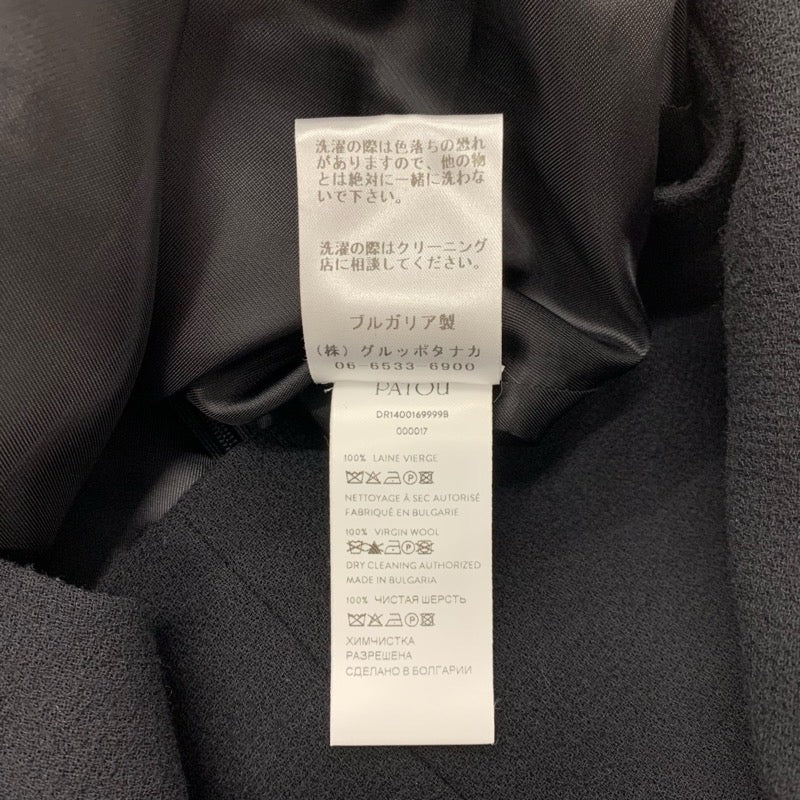 洗濯の際は色落ちの恐れ
がありますので、他の物
とは絶対に一緒に洗わな
いで下さい。
洗濯の際はクリーニング
店に相談してください。
ブルガリア製
(株) グルッポタナカ
06-6533-6900
PATOU
DR1400169999B
000017
100% LAINE VIERGE
NETTOYAGE À SEC AUTORISÉ
FABRIQUÉ EN BULGARIE
100% VIRGIN WOOL
DRY CLEANING AUTHORIZED
MADE IN BULGARIA
100% ЧИСТАЯ ШЕРСТЬ
ХИМЧИСТКА
РАЗРЕШЕНА
СДЕЛАНО В БОЛГАРИИ